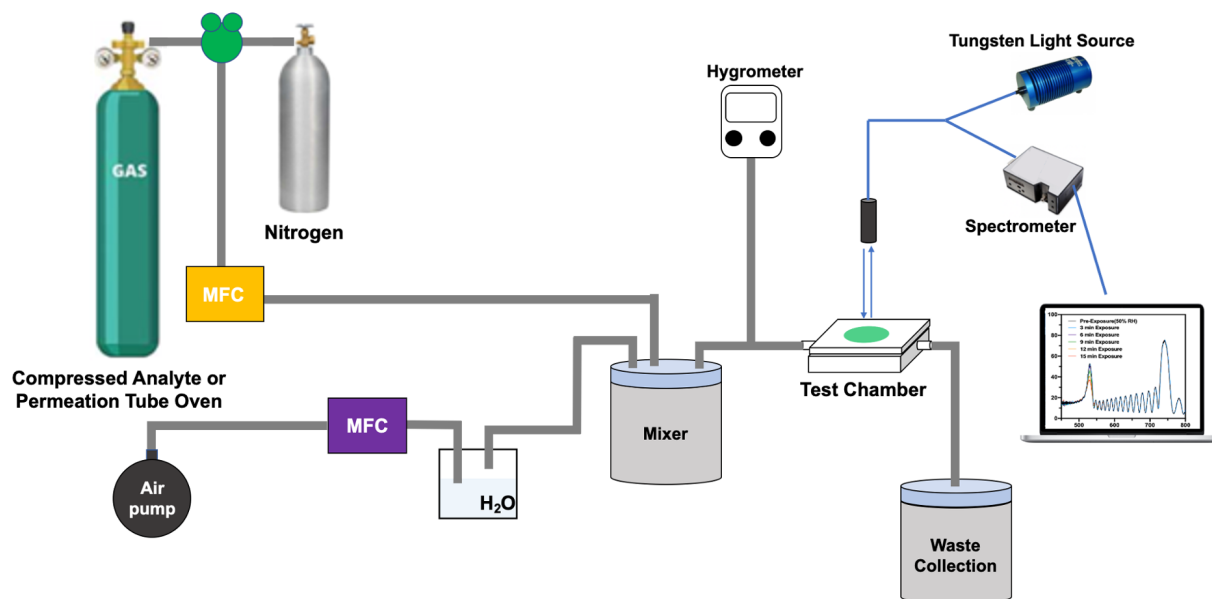 Tungsten Light Source
Hygrometer
GAS
Nitrogen
Spectrometer
MFC
100
80
60
40
20
0
Pre-Exposure(50% RH)
3 min Exposure
6 min Exposure
9 min Exposure
12 min Exposure
15 min Exposure
500
600
700
800
Compressed Analyte or
Permeation Tube Oven
Test Chamber
MFC
Mixer
Air
pump
H₂O
Waste
Collection